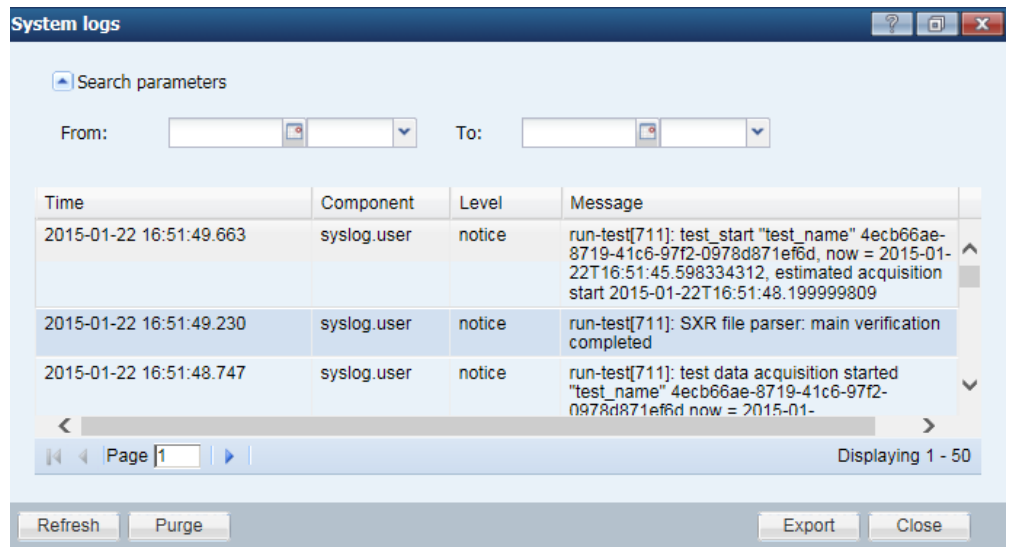 System logs
Search parameters
From: To:
Time Component Level Message
2015-01-22 16:51:49.663 syslog.user notice run-test[711]: test_start "test_name" 4ecb66ae-
8719-41c6-97f2-0978d871ef6d, now = 2015-01-
22T16:51:45.598334312, estimated acquisition
start 2015-01-22T16:51:48.199999809
2015-01-22 16:51:49.230 syslog.user notice run-test[711]: SXR file parser: main verification
completed
2015-01-22 16:51:48.747 syslog.user notice run-test[711]: test data acquisition started
"test_name" 4ecb66ae-8719-41c6-97f2-
0978d871ef6d now = 2015-01-
Page 1 Displaying 1 - 50
Refresh Purge Export Close